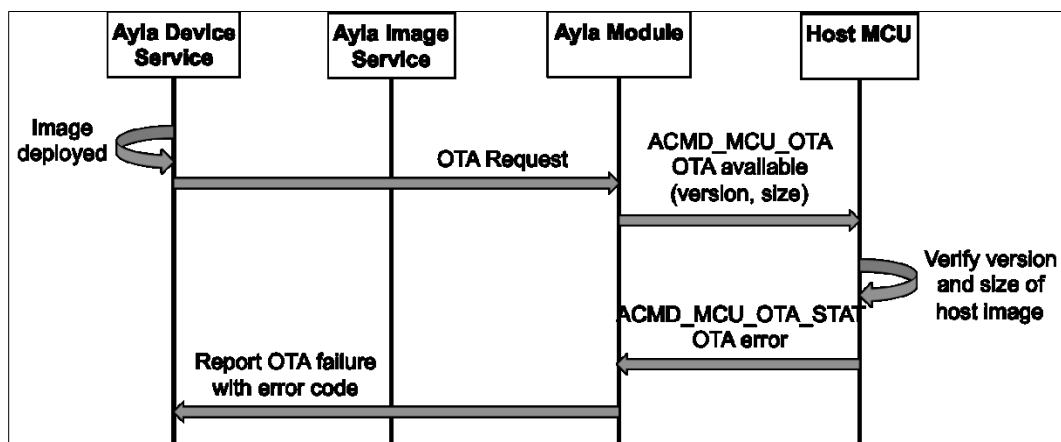 Ayla Device
Service
Ayla Image
Service
Ayla Module
Host MCU
Image
deployed
OTA Request
ACMD_MCU_OTA
OTA available
(version, size)
Verify version
and size of
host image
ACMD_MCU_OTA_STAT
OTA error
Report OTA failure
with error code